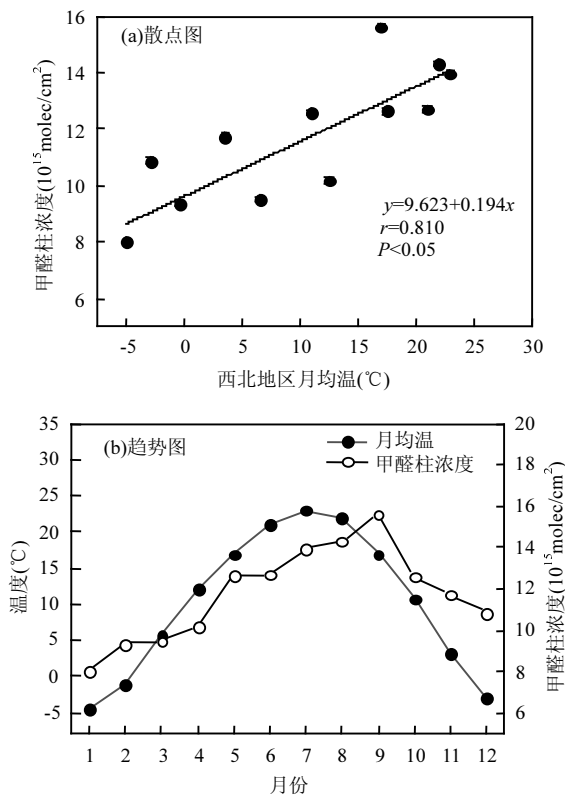 (a)散点图
16
14
12
10
8
6
甲醛柱浓度(10¹⁵molec/cm²)
y=9.623+0.194x
r=0.810
P<0.05
-5 0 5 10 15 20 25 30
西北地区月均温(℃)
(b)趋势图
月均温
甲醛柱浓度
35
30
25
20
15
10
5
0
-5
温度(℃)
20
18
16
14
12
10
8
6
甲醛柱浓度(10¹⁵molec/cm²)
1 2 3 4 5 6 7 8 9 10 11 12
月份